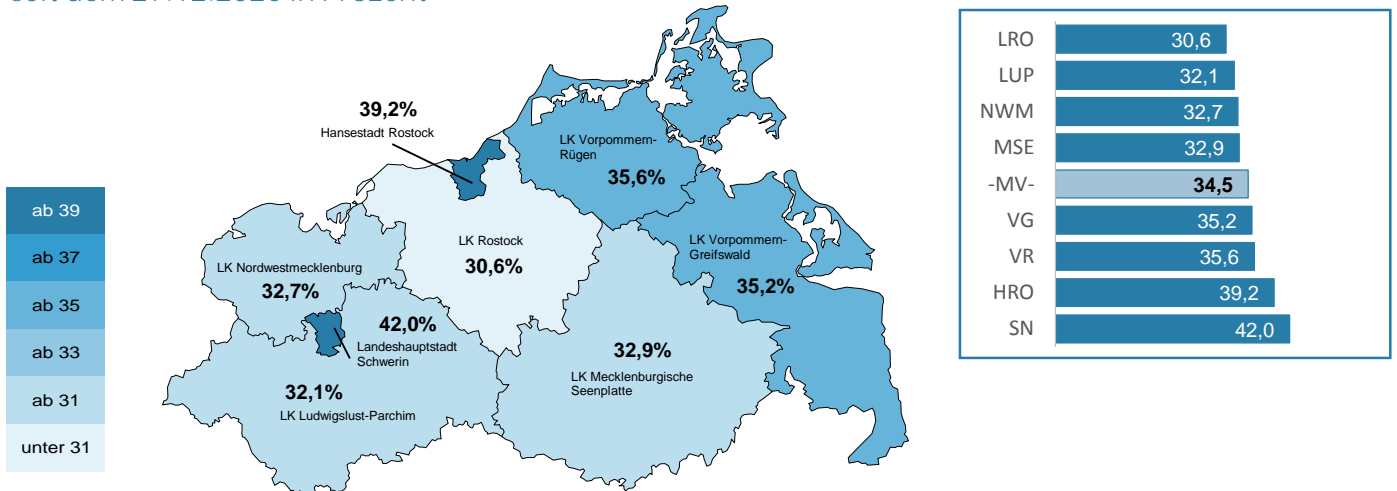 39,2%
Hansestadt Rostock
LK Vorpommern-
Rügen
35,6%
LK Rostock
30,6%
LK Vorpommern-
Greifswald
35,2%
LK Nordwestmecklenburg
32,7%
42,0%
Landeshauptstadt
Schwerin
32,9%
LK Mecklenburgische
Seenplatte
32,1%
LK Ludwigslust-Parchim
ab 39
ab 37
ab 35
ab 33
ab 31
unter 31
LRO 30,6
LUP 32,1
NWM 32,7
MSE 32,9
-MV- 34,5
VG 35,2
VR 35,6
HRO 39,2
SN 42,0